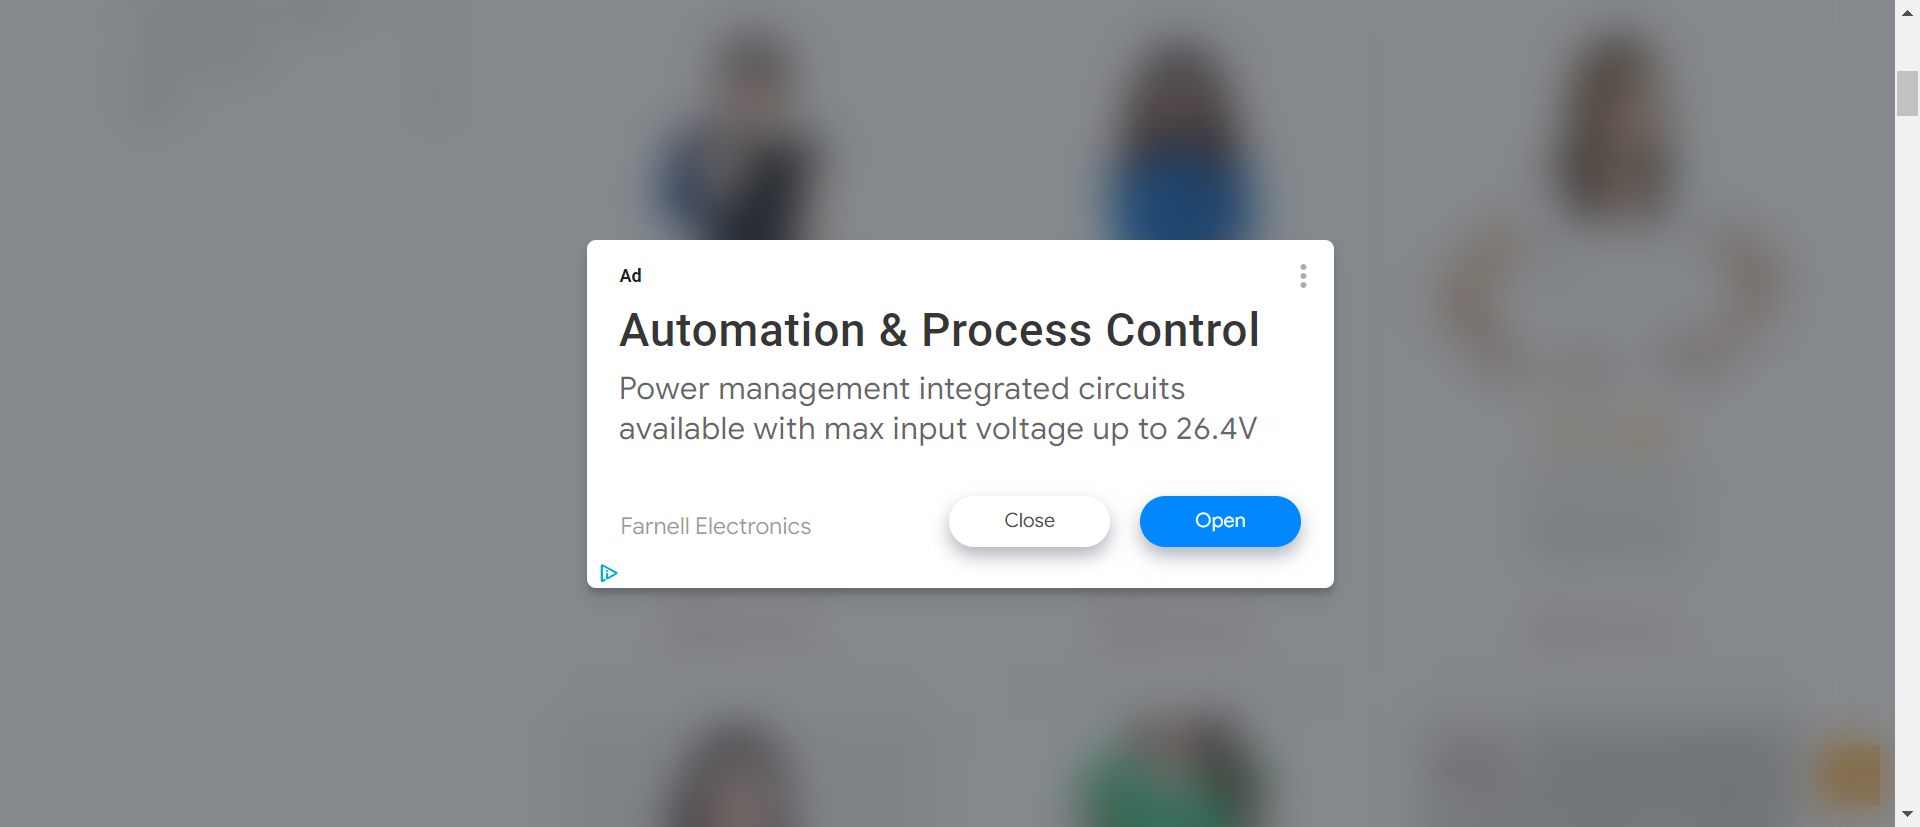 Ad
Automation & Process Control
Power management integrated circuits
available with max input voltage up to 26.4V
Farnell Electronics
Close
Open